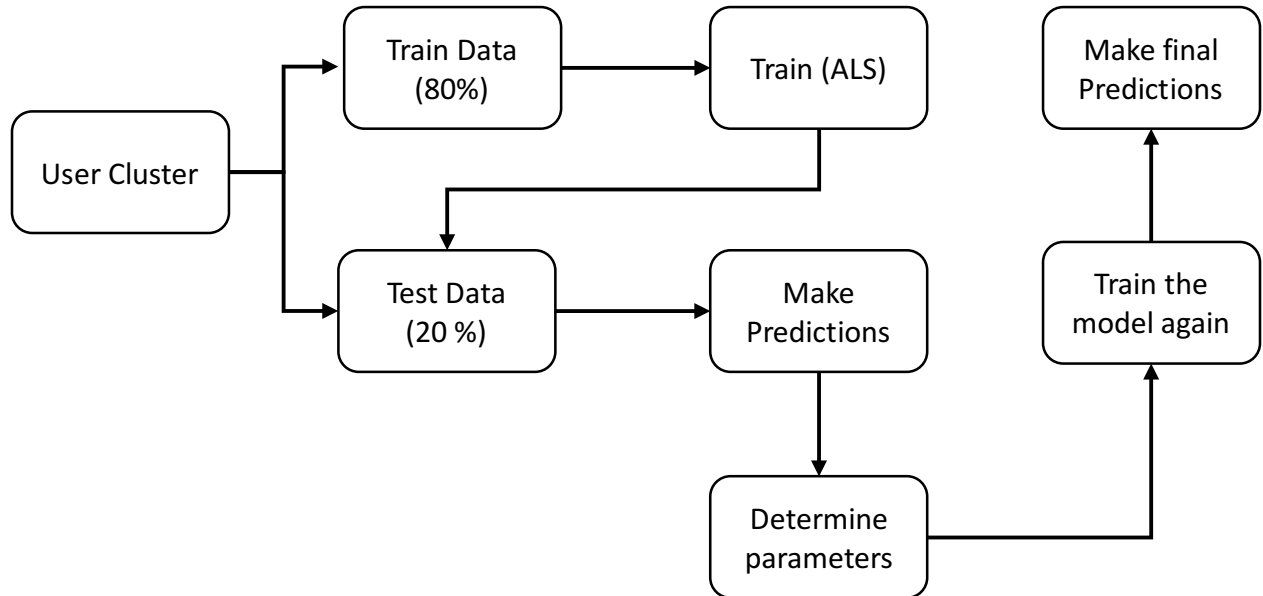 User Cluster
Train Data
(80%)
Train (ALS)
Test Data
(20 %)
Make
Predictions
Determine
parameters
Train the
model again
Make final
Predictions